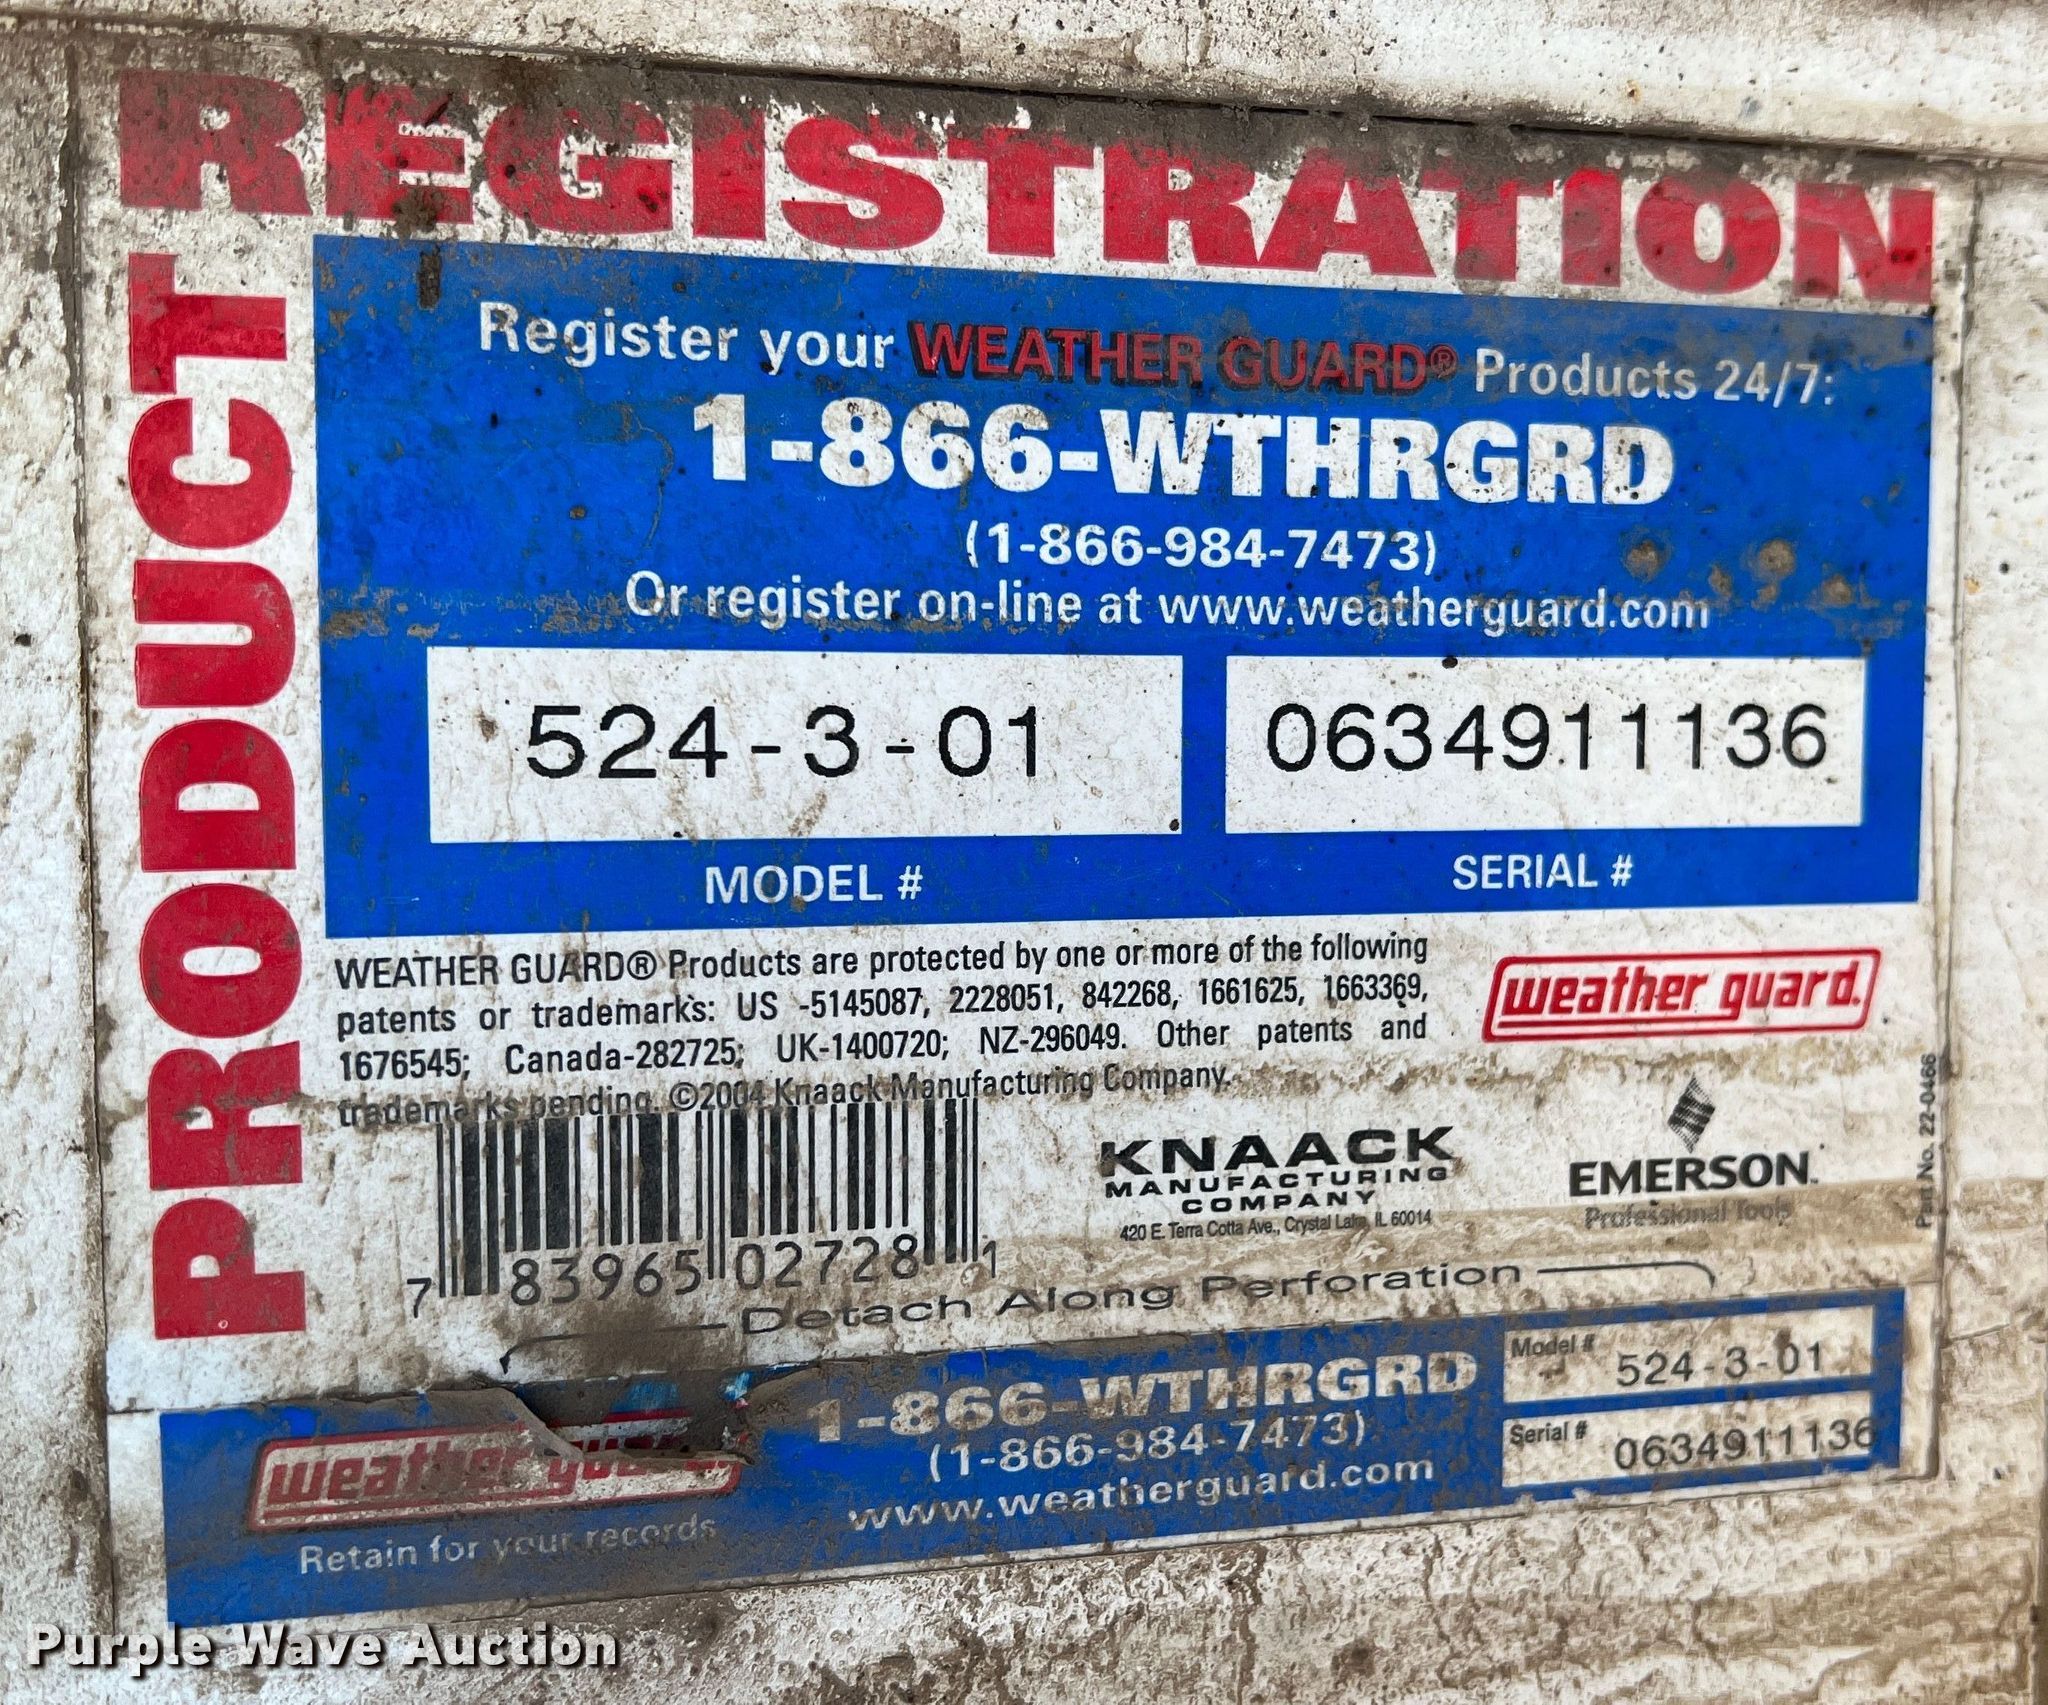 PRODUCT REGISTRATION
Register your WEATHER GUARD® Products 24/7:
1-866-WTHRGRD
(1-866-984-7473)
Or register on-line at www.weatherguard.com
524-3-01
0634911136
MODEL #
SERIAL #
WEATHER GUARD® Products are protected by one or more of the following
patents or trademarks: US -5145087, 2228051, 842268, 1661625, 1663369,
1676545; Canada-282725; UK-1400720; NZ-296049. Other patents and
trademarks pending. ©2004 Knaack Manufacturing Company.
weather guard.
KNAACK
MANUFACTURING
COMPANY
420 E. Terra Cotta Ave., Crystal Lake, IL 60014
EMERSON.
Professional Tools
Part No. 22-0466
7 83965 02728 1
Detach Along Perforation
weather guard.
Retain for your records
1-866-WTHRGRD
(1-866-984-7473)
www.weatherguard.com
Model # 524-3-01
Serial # 0634911136
Purple Wave Auction